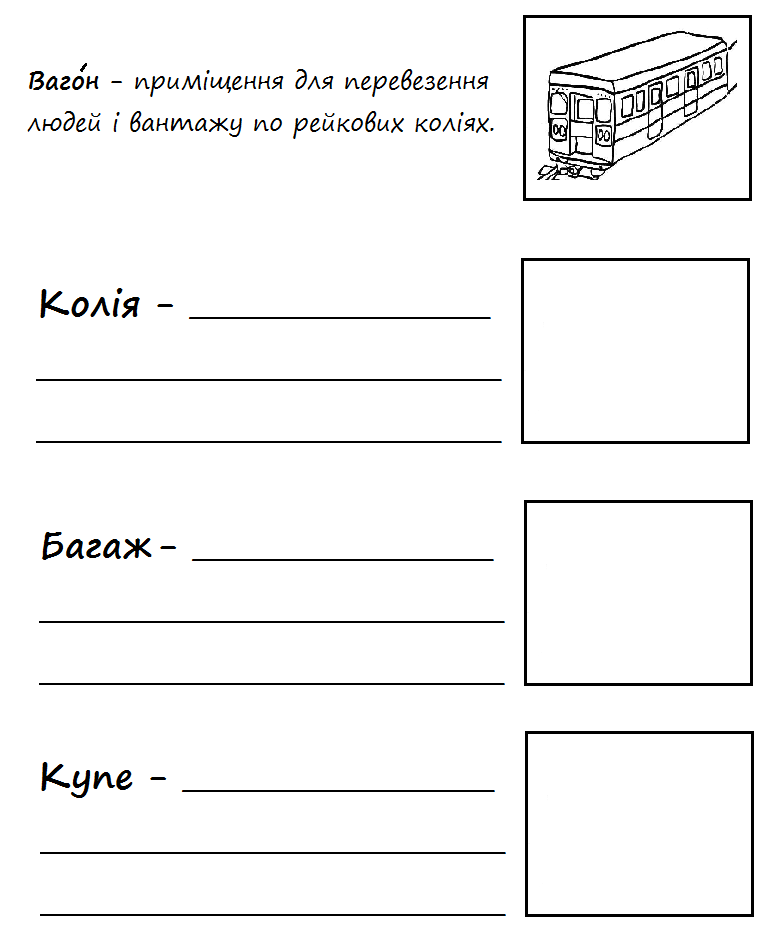 Ваго́н - приміщення для перевезення
людей і вантажу по рейкових коліях.
Колія -
Багаж -
Купе -